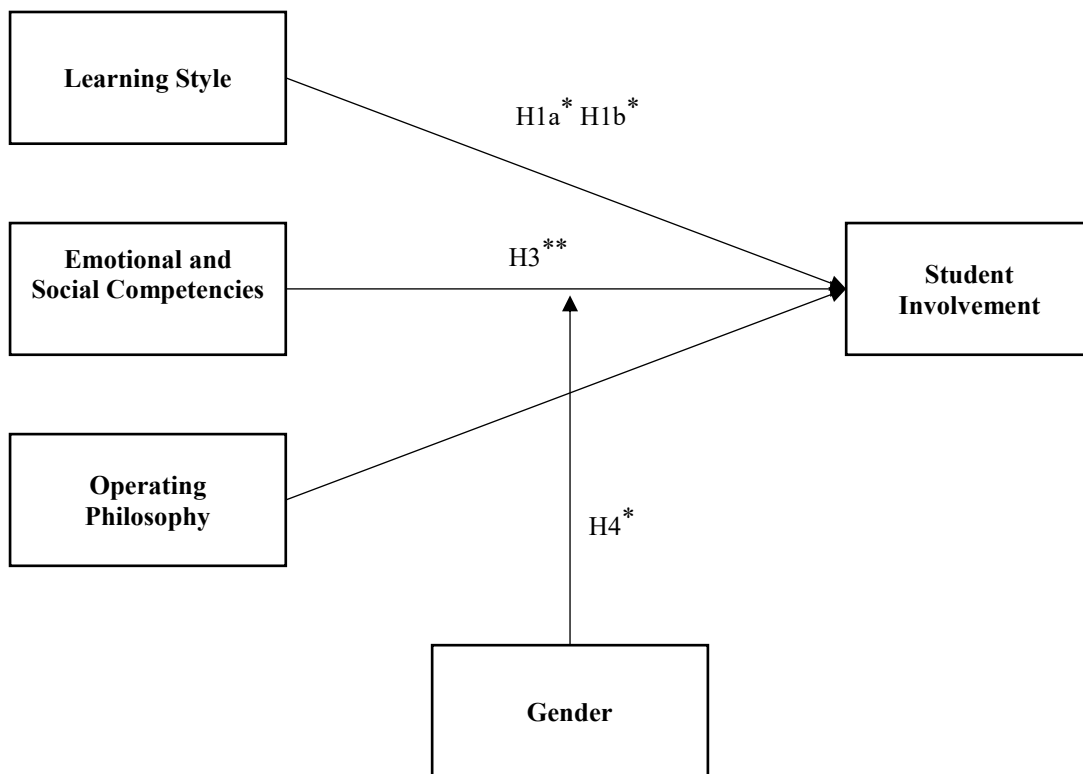 Learning Style
H1a* H1b*
Emotional and
Social Competencies
H3**
Student
Involvement
Operating
Philosophy
H4*
Gender